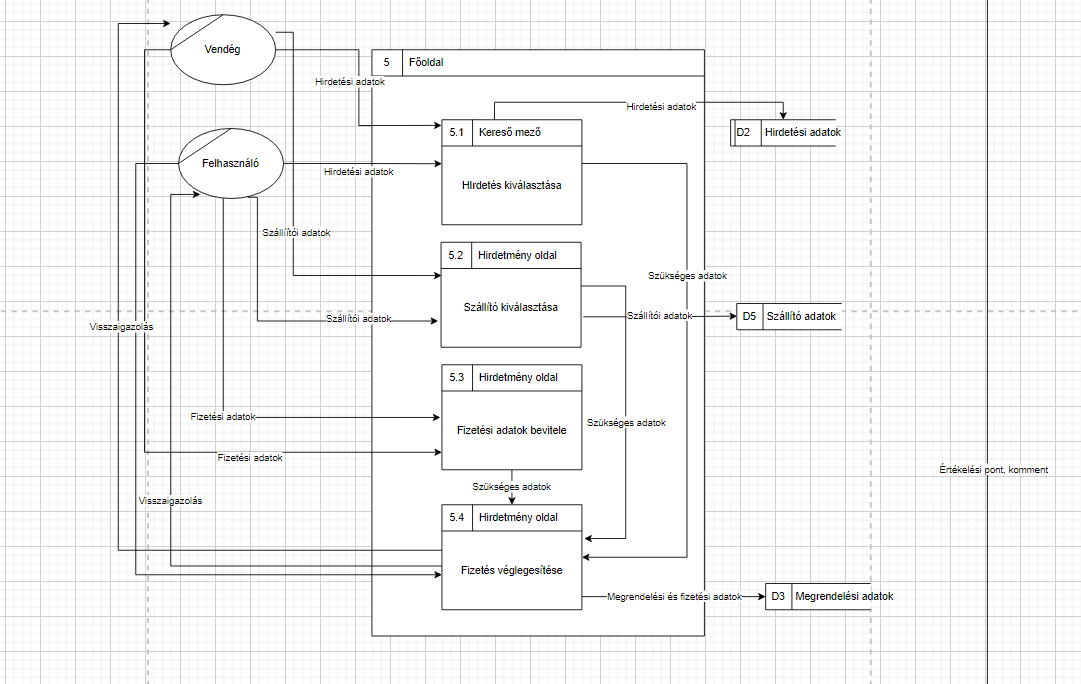 Vendég
5
Főoldal
Hirdetési adatok
Hirdetési adatok
5.1
Kereső mező
D2
Hirdetési adatok
Felhasználó
Hirdetési adatok
HIrdetés kiválasztása
Szállíítói adatok
5.2
Hirdetmény oldal
Szükséges adatok
Szállító kiválasztása
Szállítói adatok
Szállítói adatok
D5
Szállító adatok
Visszaigazolás
5.3
Hirdetmény oldal
Fizetési adatok
Szükséges adatok
Fizetési adatok bevitele
Fizetési adatok
Értékelési pont, komment
Szükséges adatok
Visszaigazolás
5.4
Hirdetmény oldal
Fizetés véglegesítése
Megrendelési és fizetési adatok
D3
Megrendelési adatok